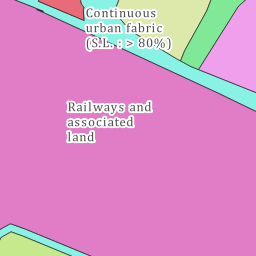 Continuous
urban fabric
(S.L. : > 80%)
Railways and
associated
land